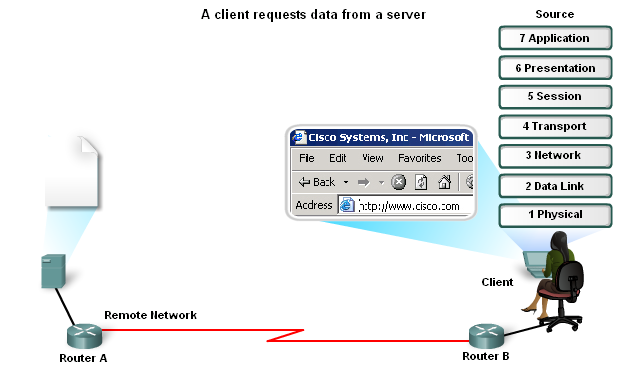 A client requests data from a server
Source
7 Application
6 Presentation
5 Session
4 Transport
3 Network
2 Data Link
1 Physical
Cisco Systems, Inc - Microsoft
File Edit View Favorites Too
Back
Address http://www.cisco.com
Client
Remote Network
Router A
Router B